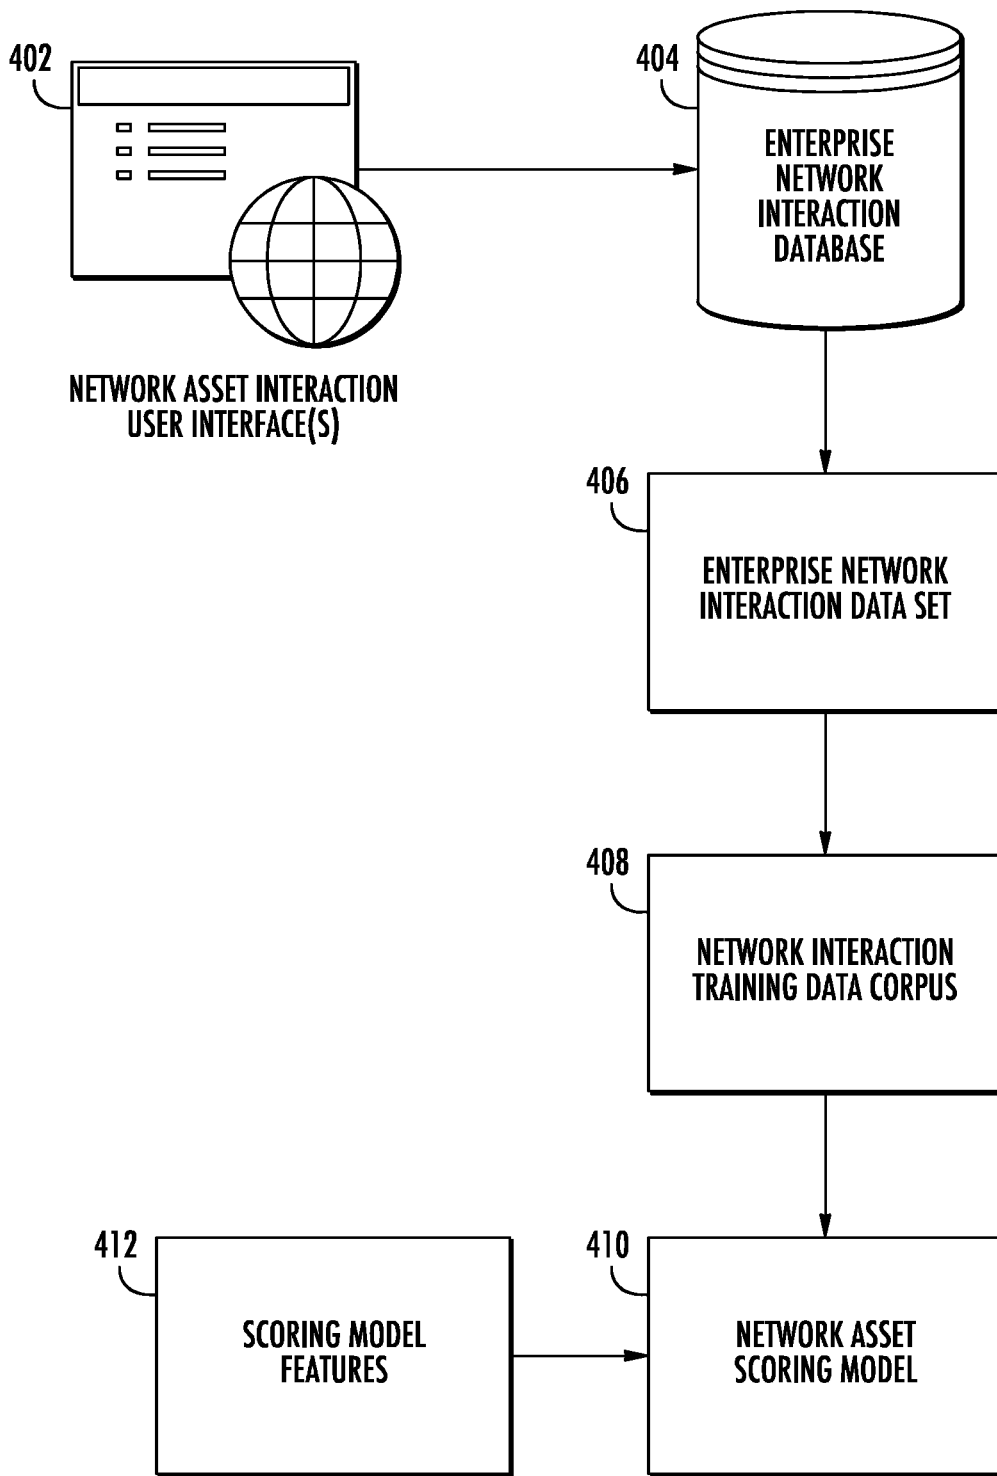 402
404
ENTERPRISE
NETWORK
INTERACTION
DATABASE
NETWORK ASSET INTERACTION
USER INTERFACE(S)
406
ENTERPRISE NETWORK
INTERACTION DATA SET
408
NETWORK INTERACTION
TRAINING DATA CORPUS
412
SCORING MODEL
FEATURES
410
NETWORK ASSET
SCORING MODEL